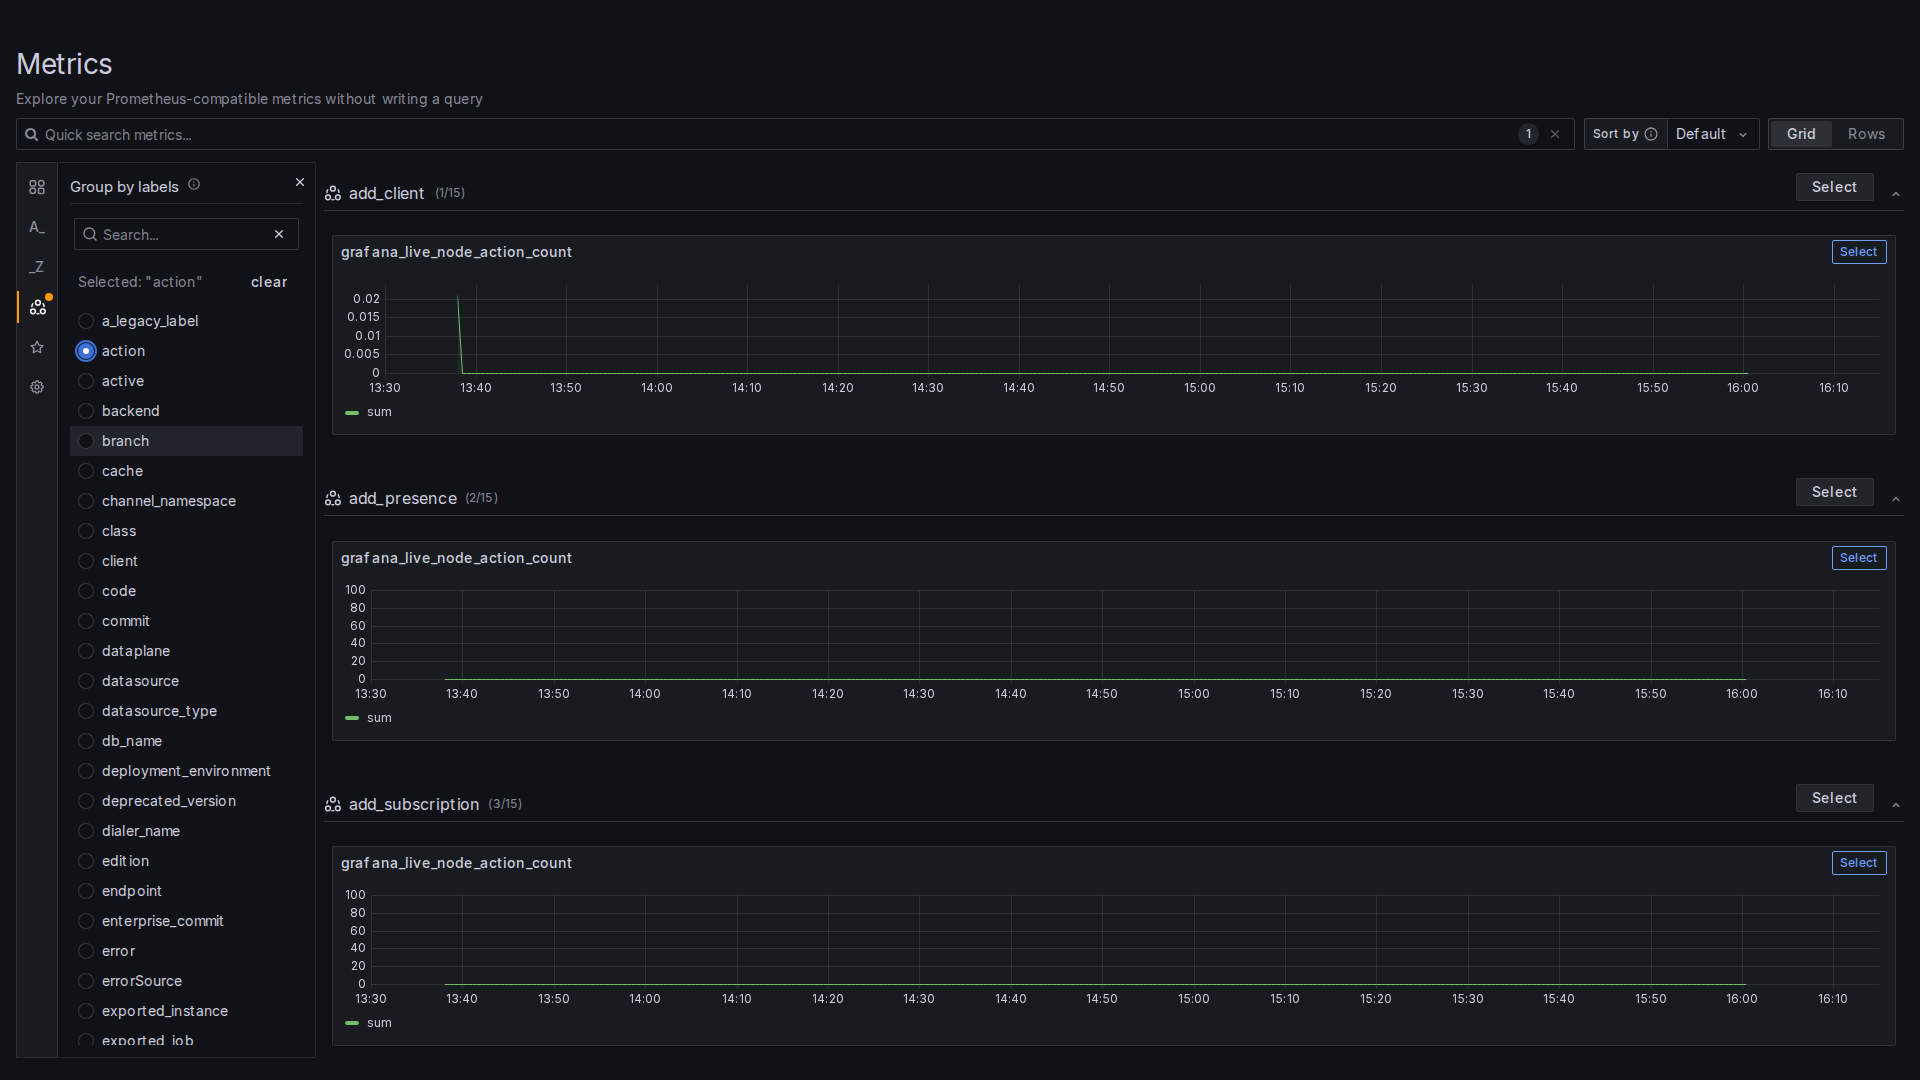 Metrics
Explore your Prometheus-compatible metrics without writing a query
Quick search metrics...
1
Sort by
Default
Grid
Rows
A_
_Z
Group by labels
Search...
Selected: "action"
clear
a_legacy_label
action
active
backend
branch
cache
channel_namespace
class
client
code
commit
dataplane
datasource
datasource_type
db_name
deployment_environment
deprecated_version
dialer_name
edition
endpoint
enterprise_commit
error
errorSource
exported_instance
exported_job
add_client (1/15)
Select
grafana_live_node_action_count
Select
0.02
0.015
0.01
0.005
0
13:30 13:40 13:50 14:00 14:10 14:20 14:30 14:40 14:50 15:00 15:10 15:20 15:30 15:40 15:50 16:00 16:10
sum
add_presence (2/15)
Select
grafana_live_node_action_count
Select
100
80
60
40
20
0
13:30 13:40 13:50 14:00 14:10 14:20 14:30 14:40 14:50 15:00 15:10 15:20 15:30 15:40 15:50 16:00 16:10
sum
add_subscription (3/15)
Select
grafana_live_node_action_count
Select
100
80
60
40
20
0
13:30 13:40 13:50 14:00 14:10 14:20 14:30 14:40 14:50 15:00 15:10 15:20 15:30 15:40 15:50 16:00 16:10
sum